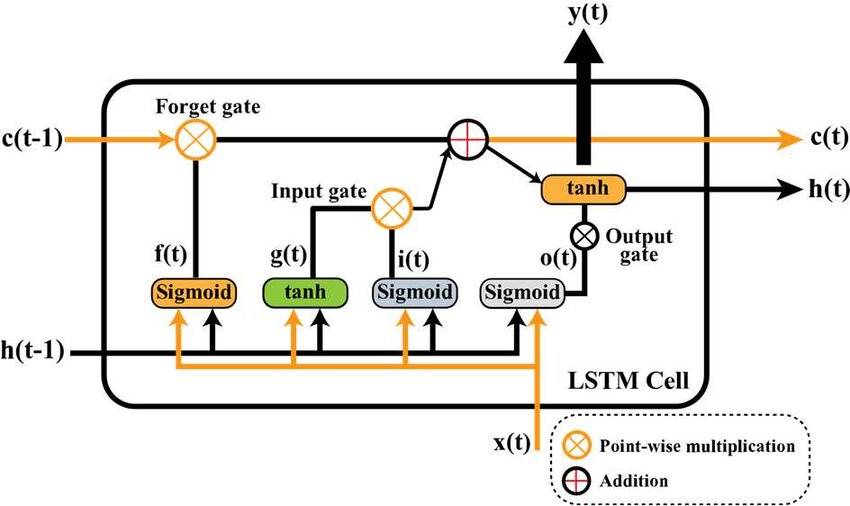 y(t)
Forget gate
c(t-1)
c(t)
tanh
h(t)
Input gate
Output
gate
f(t)
g(t)
i(t)
o(t)
Sigmoid
tanh
Sigmoid
Sigmoid
h(t-1)
LSTM Cell
x(t)
Point-wise multiplication
Addition